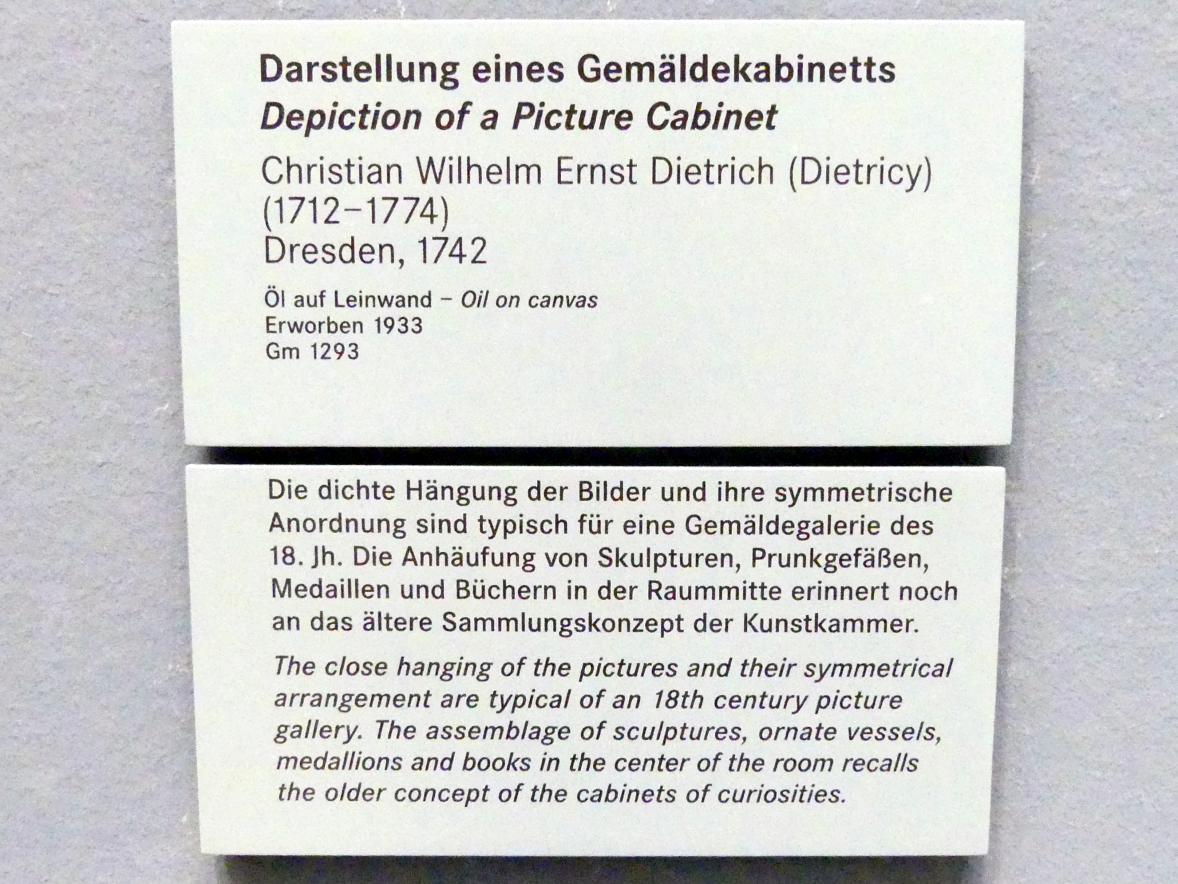 Darstellung eines Gemäldekabinetts
Depiction of a Picture Cabinet
Christian Wilhelm Ernst Dietrich (Dietricy)
(1712–1774)
Dresden, 1742
Öl auf Leinwand – Oil on canvas
Erworben 1933
Gm 1293
Die dichte Hängung der Bilder und ihre symmetrische
Anordnung sind typisch für eine Gemäldegalerie des
18. Jh. Die Anhäufung von Skulpturen, Prunkgefäßen,
Medaillen und Büchern in der Raummitte erinnert noch
an das ältere Sammlungskonzept der Kunstkammer.
The close hanging of the pictures and their symmetrical
arrangement are typical of an 18th century picture
gallery. The assemblage of sculptures, ornate vessels,
medallions and books in the center of the room recalls
the older concept of the cabinets of curiosities.